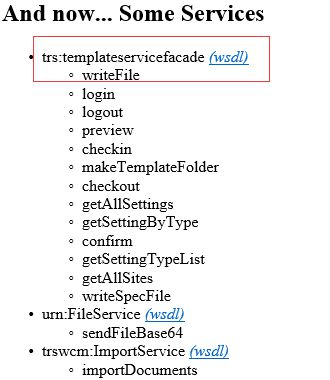 And now... Some Services
trs:templateservicefacade (wsdl)
writeFile
login
logout
preview
checkin
makeTemplateFolder
checkout
getAllSettings
getSettingByType
confirm
getSettingTypeList
getAllSites
writeSpecFile
urn:FileService (wsdl)
sendFileBase64
trswcm:ImportService (wsdl)
importDocuments